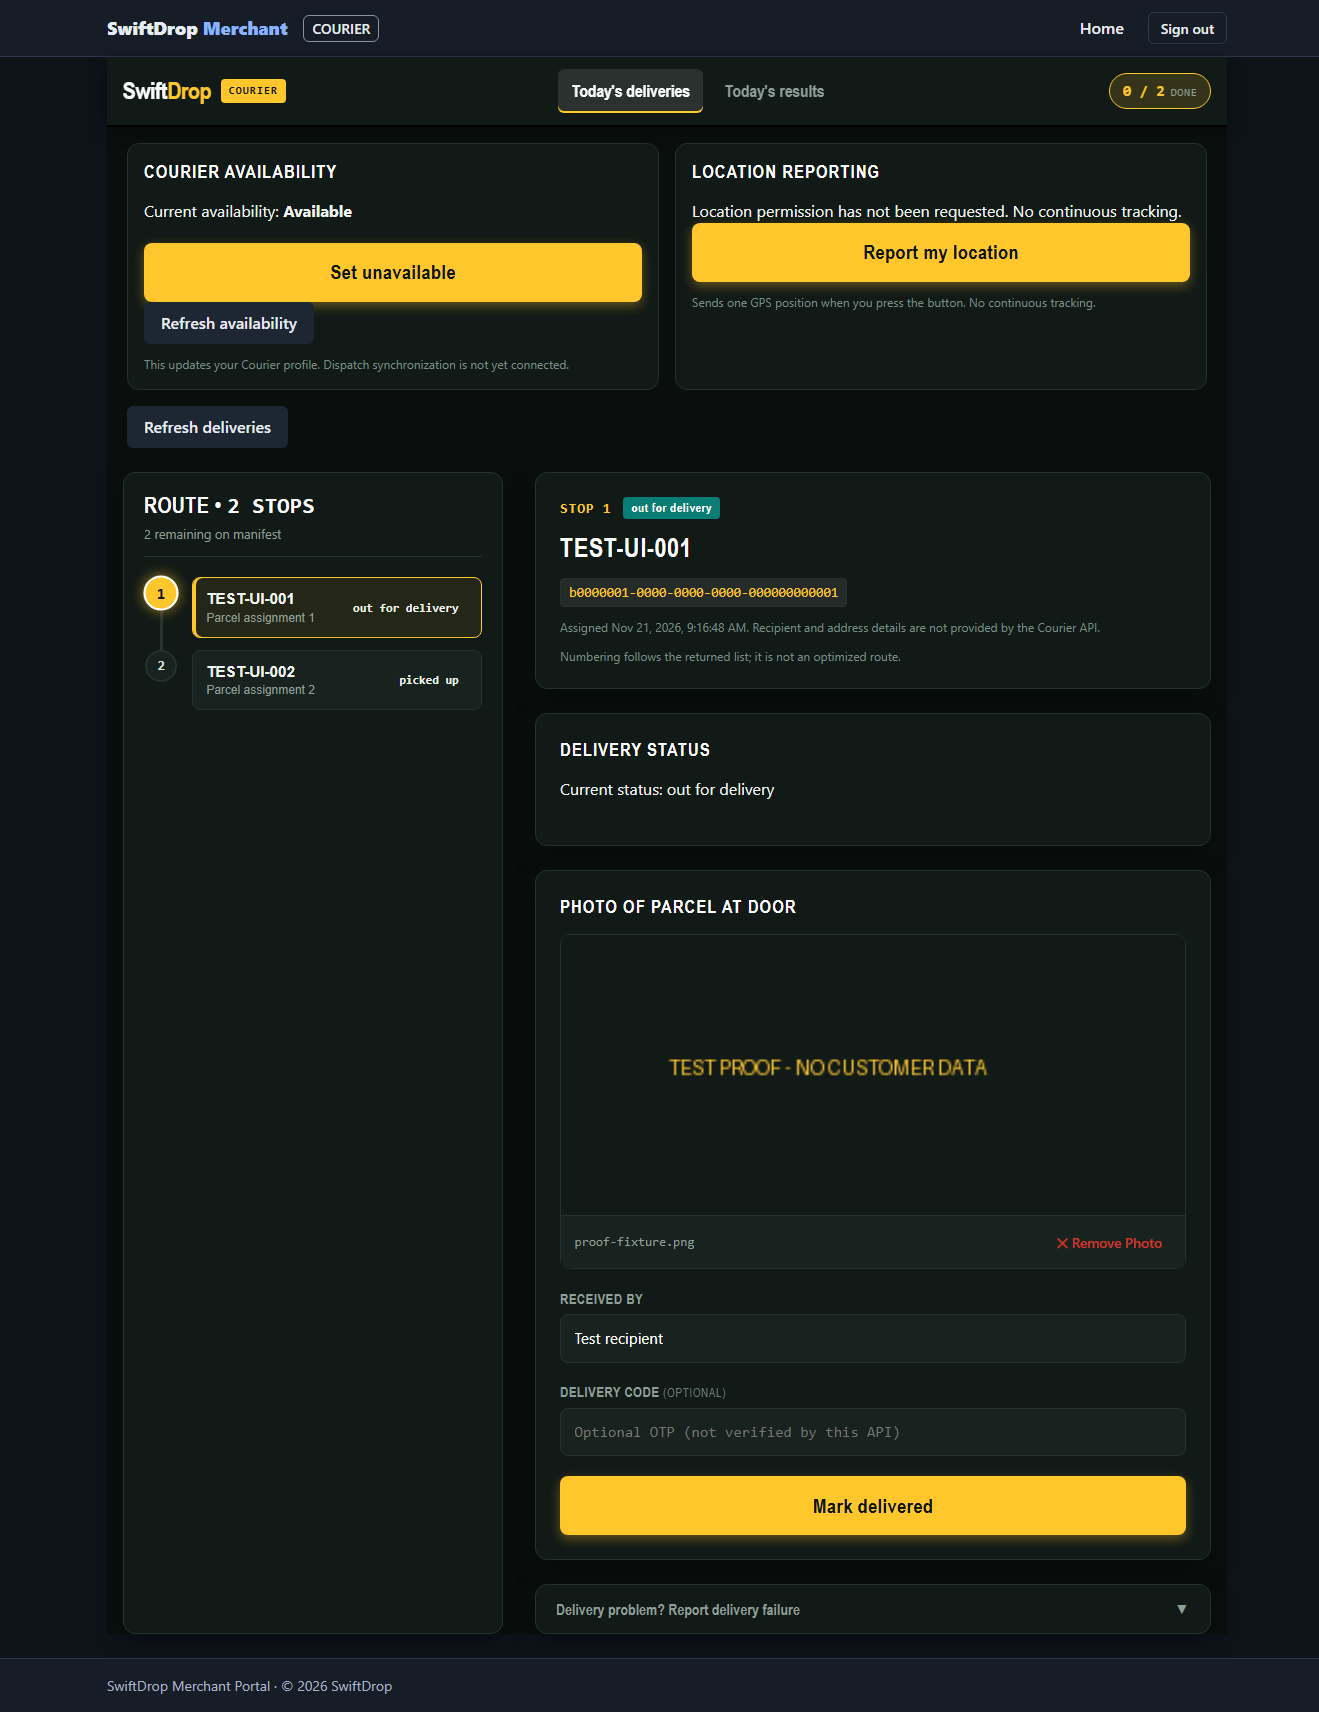 SwiftDrop Merchant COURIER Home Sign out
SwiftDrop COURIER Today's deliveries Today's results 0 / 2 DONE
COURIER AVAILABILITY
Current availability: Available
Set unavailable
Refresh availability
This updates your Courier profile. Dispatch synchronization is not yet connected.
LOCATION REPORTING
Location permission has not been requested. No continuous tracking.
Report my location
Sends one GPS position when you press the button. No continuous tracking.
Refresh deliveries
ROUTE • 2 STOPS
2 remaining on manifest
1
TEST-UI-001
Parcel assignment 1
out for delivery
2
TEST-UI-002
Parcel assignment 2
picked up
STOP 1 out for delivery
TEST-UI-001
b0000001-0000-0000-0000-000000000001
Assigned Nov 21, 2026, 9:16:48 AM. Recipient and address details are not provided by the Courier API.
Numbering follows the returned list; it is not an optimized route.
DELIVERY STATUS
Current status: out for delivery
PHOTO OF PARCEL AT DOOR
TEST PROOF - NO CUSTOMER DATA
proof-fixture.png
✕ Remove Photo
RECEIVED BY
Test recipient
DELIVERY CODE (OPTIONAL)
Optional OTP (not verified by this API)
Mark delivered
Delivery problem? Report delivery failure ▼
SwiftDrop Merchant Portal · © 2026 SwiftDrop